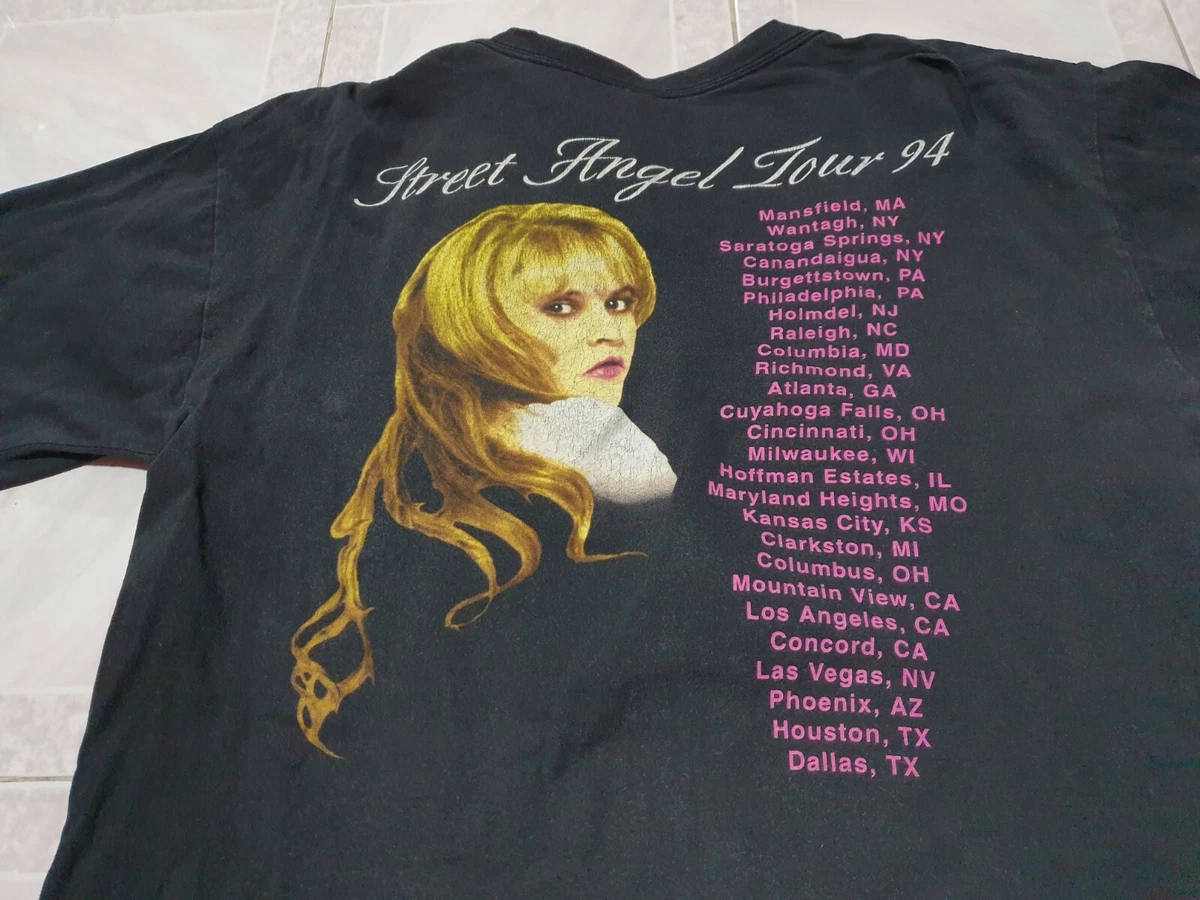 Street Angel Tour 94
Mansfield, MA
Wantagh, NY
Saratoga Springs, NY
Canandaigua, NY
Burgettstown, PA
Philadelphia, PA
Holmdel, NJ
Raleigh, NC
Columbia, MD
Richmond, VA
Atlanta, GA
Cuyahoga Falls, OH
Cincinnati, OH
Milwaukee, WI
Hoffman Estates, IL
Maryland Heights, MO
Kansas City, KS
Clarkston, MI
Columbus, OH
Mountain View, CA
Los Angeles, CA
Concord, CA
Las Vegas, NV
Phoenix, AZ
Houston, TX
Dallas, TX